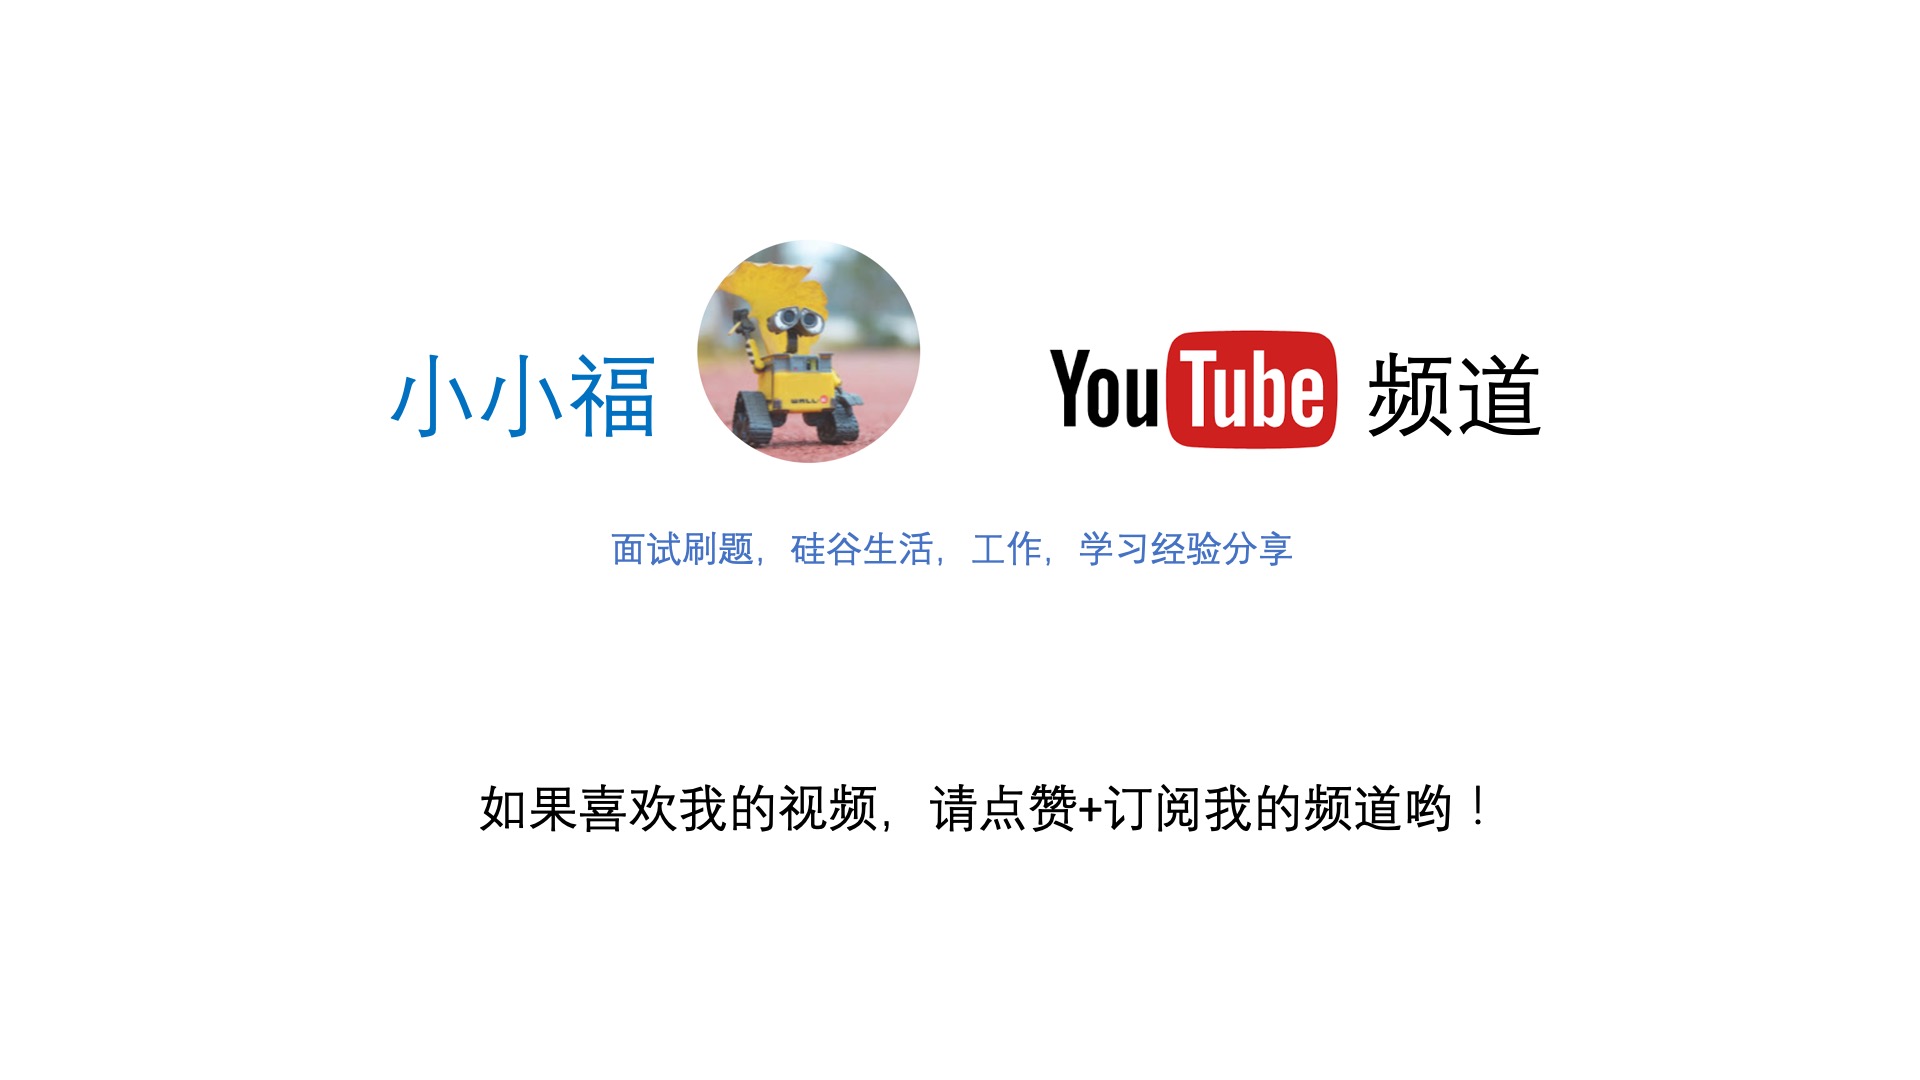 小小福 YouTube 频道
WALL
面试刷题，硅谷生活，工作，学习经验分享
如果喜欢我的视频，请点赞+订阅我的频道哟！